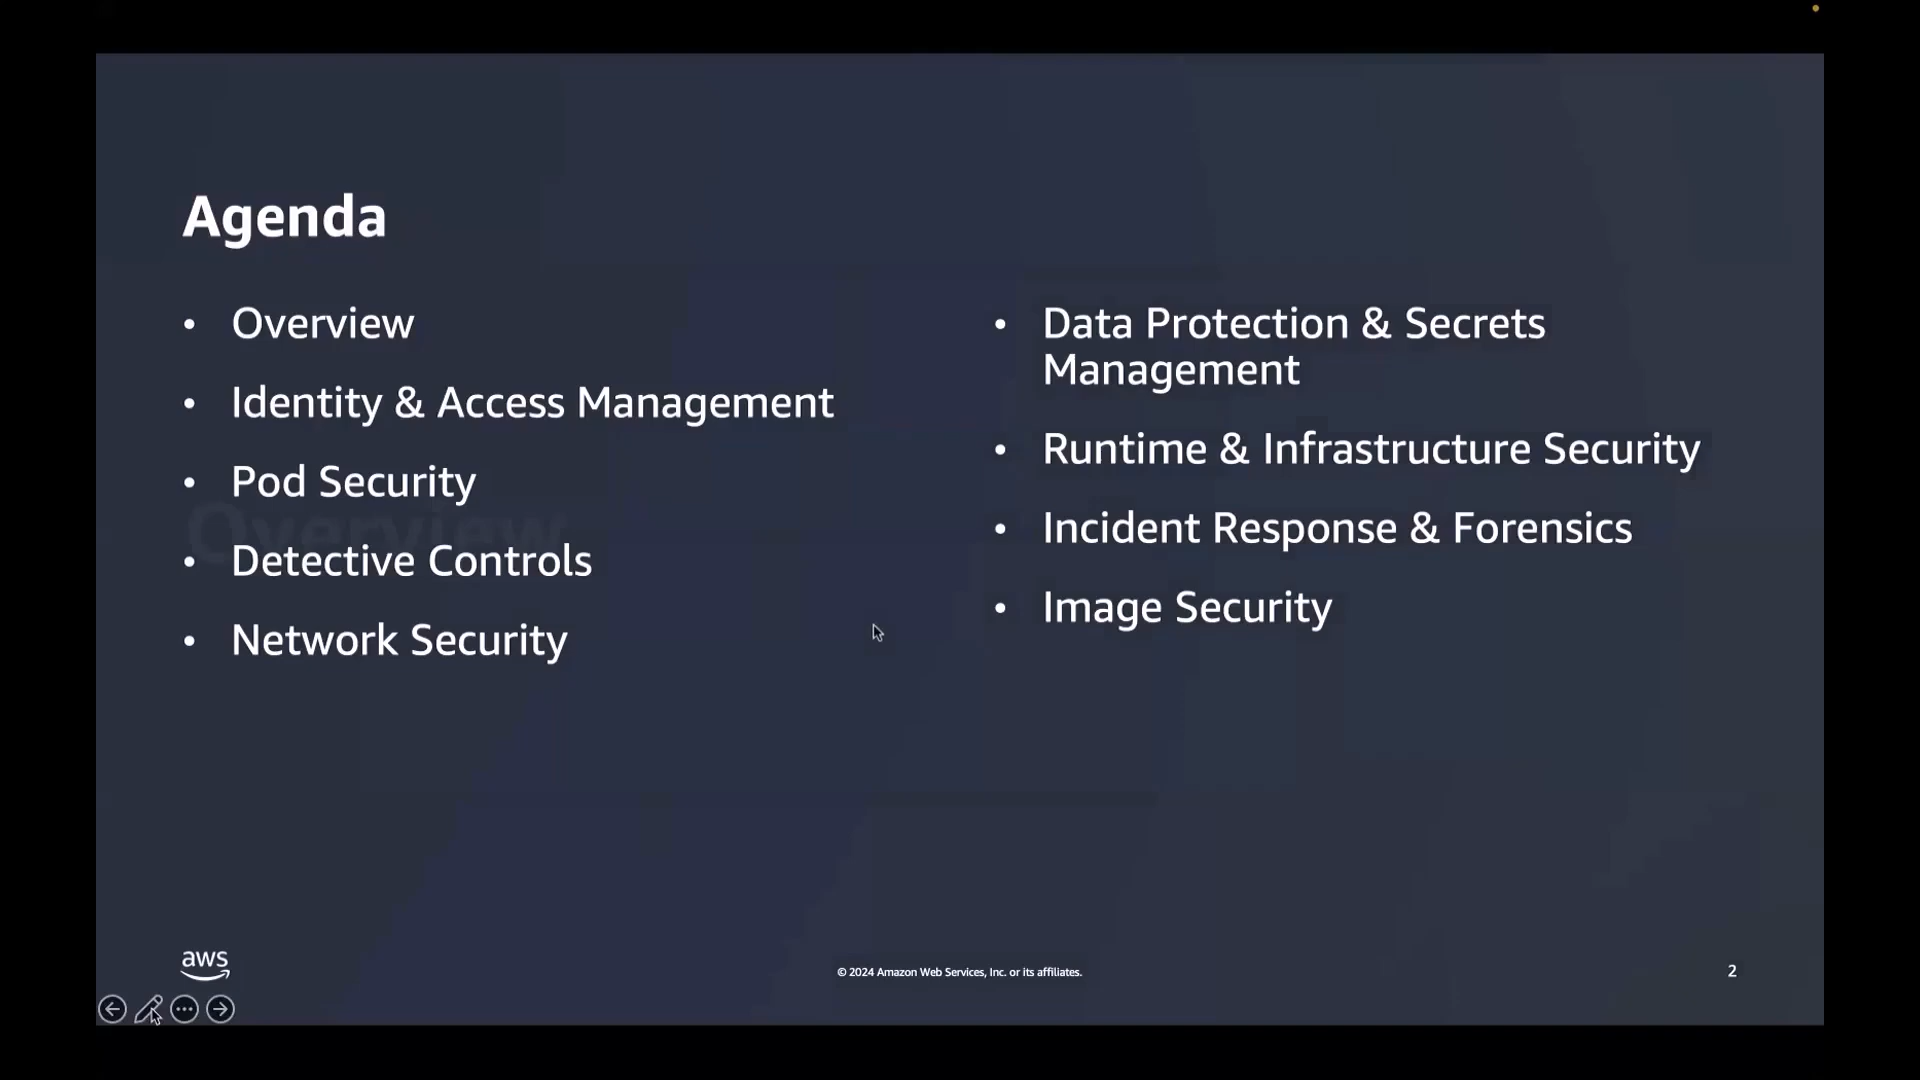 Agenda
• Overview
• Identity & Access Management
• Pod Security
Overview
• Detective Controls
• Network Security
• Data Protection & Secrets
Management
• Runtime & Infrastructure Security
• Incident Response & Forensics
• Image Security
aws
© 2024 Amazon Web Services, Inc. or its affiliates.
2